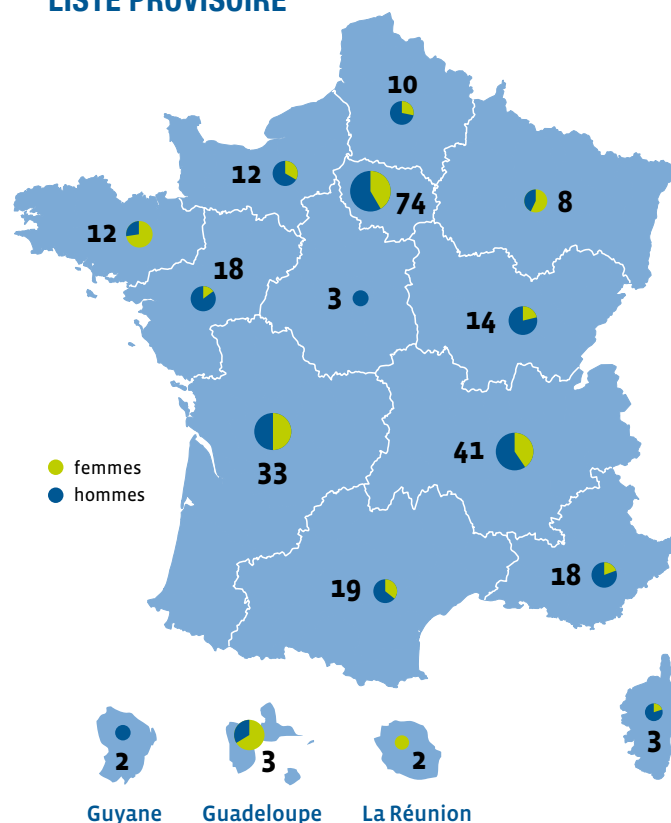 LISTE PROVISOIRE
10
12
74
8
12
18
3
14
33
41
femmes
hommes
19
18
2
3
2
3
Guyane
Guadeloupe
La Réunion